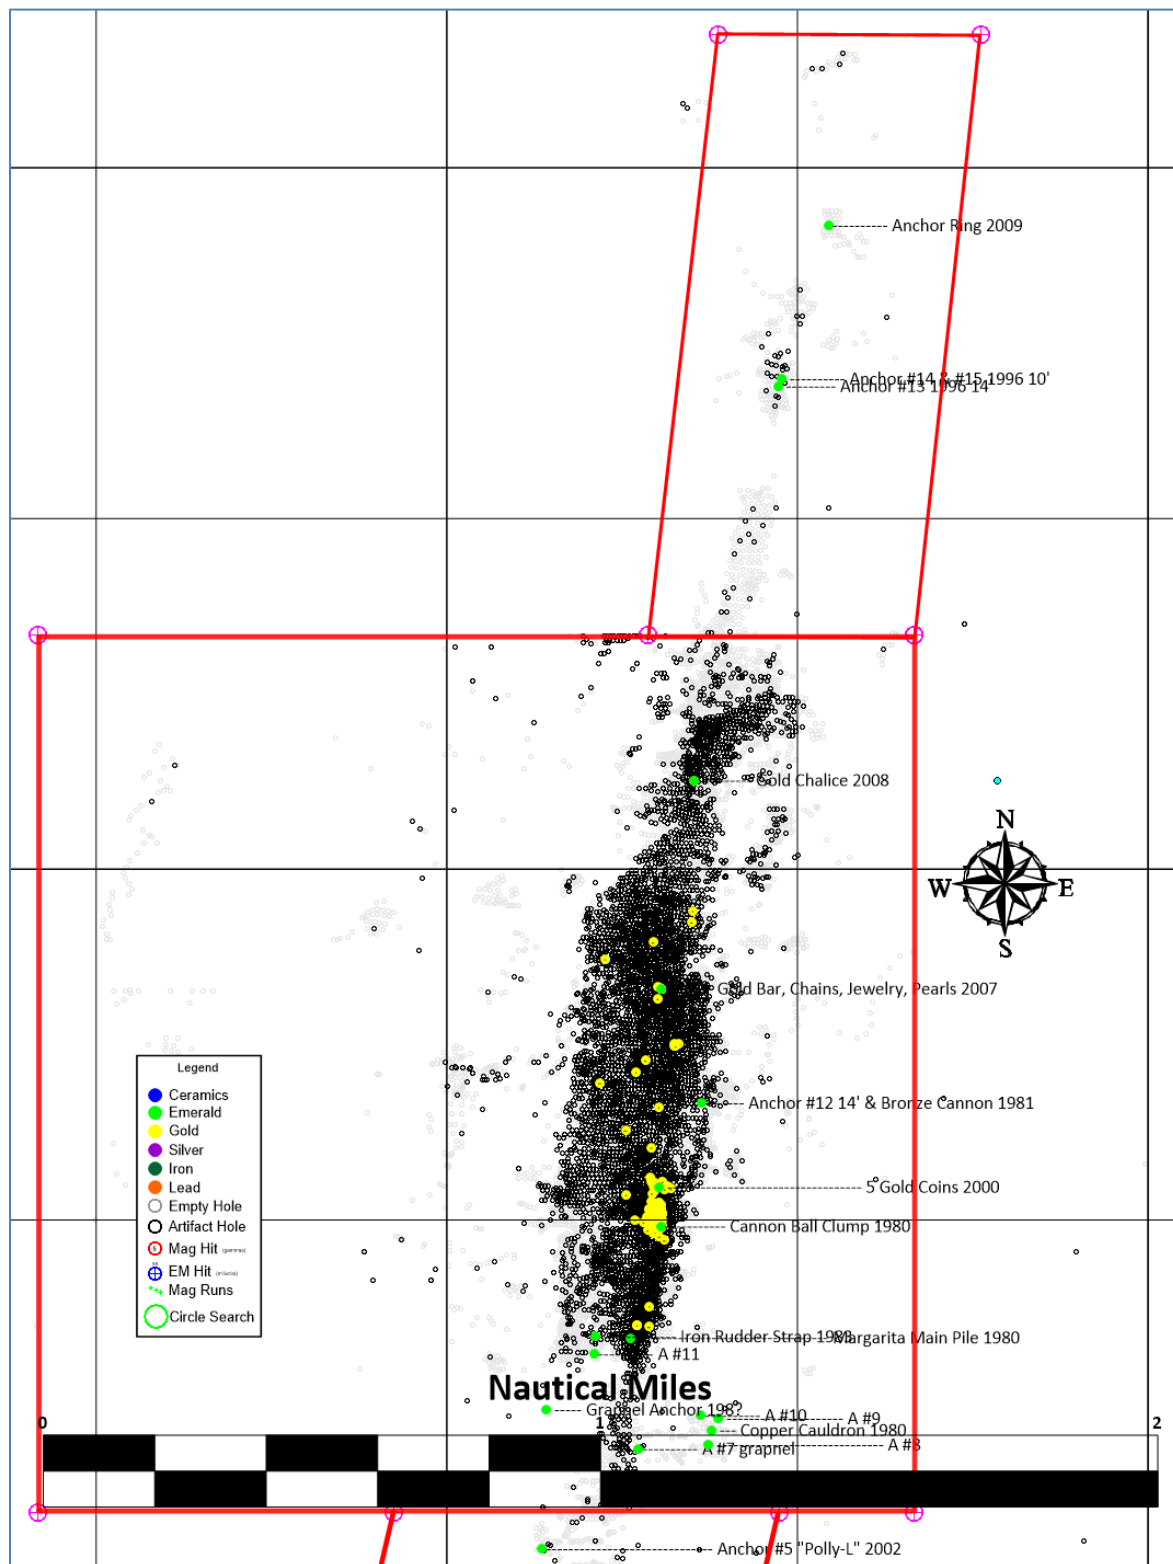 Anchor Ring 2009
Anchor #14 & #15 1996 10'
Anchor #13 1996 14'
Gold Chalice 2008
N
W E
S
Gold Bar, Chains, Jewelry, Pearls 2007
Legend
Ceramics
Emerald
Gold
Silver
Iron
Lead
Empty Hole
Artifact Hole
Mag Hit (gammas)
EM Hit
Mag Runs
Circle Search
Anchor #12 14' & Bronze Cannon 1981
5 Gold Coins 2000
Cannon Ball Clump 1980
Iron Rudder Strap
Margarita Main Pile 1980
A #11
Nautical Miles
Grapnel Anchor 198?
A #10
A #9
0 1 2
Copper Cauldron 1980
A #8
A #7 grapnel
Anchor #5 "Polly-L" 2002